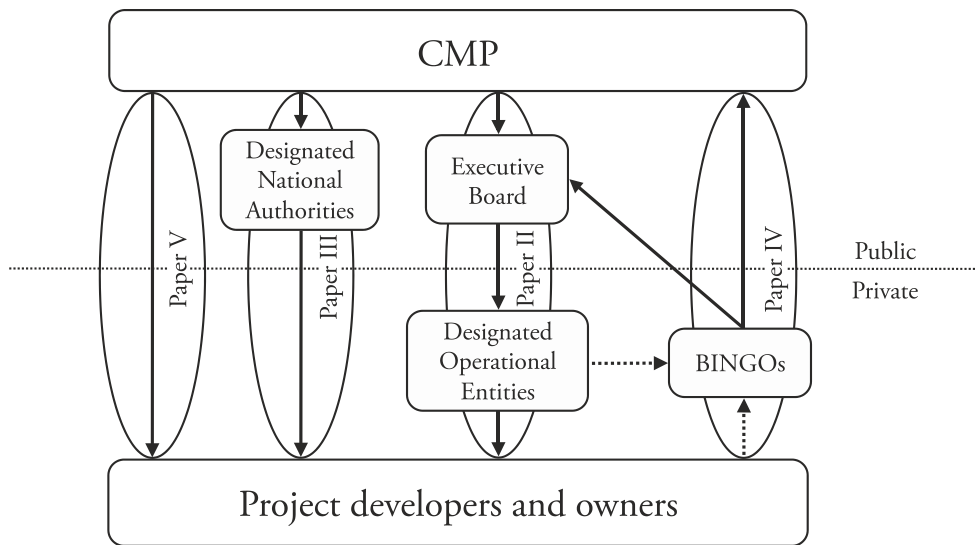 CMP
Designated
National
Authorities
Executive
Board
Paper V
Paper III
Paper II
Paper IV
Public
Private
Designated
Operational
Entities
BINGOs
Project developers and owners